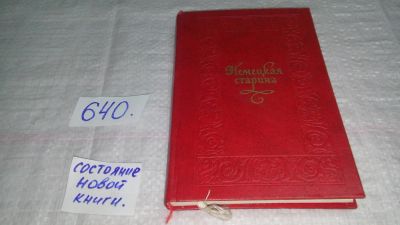 640.
Немецкая
старина
состояние
новой
книги.